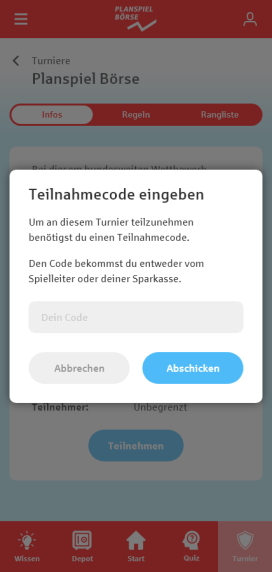 PLANSPIEL
BÖRSE
Turniere
Planspiel Börse
Infos
Regeln
Rangliste
Bei diesem bundesweiten Wettbewerb
Teilnahmecode eingeben
Um an diesem Turnier teilzunehmen
benötigst du einen Teilnahmecode.
Den Code bekommst du entweder vom
Spielleiter oder deiner Sparkasse.
Dein Code
Abbrechen
Abschicken
Teilnehmer:
Unbegrenzt
Teilnehmen
Wissen
Depot
Start
Quiz
Turnier